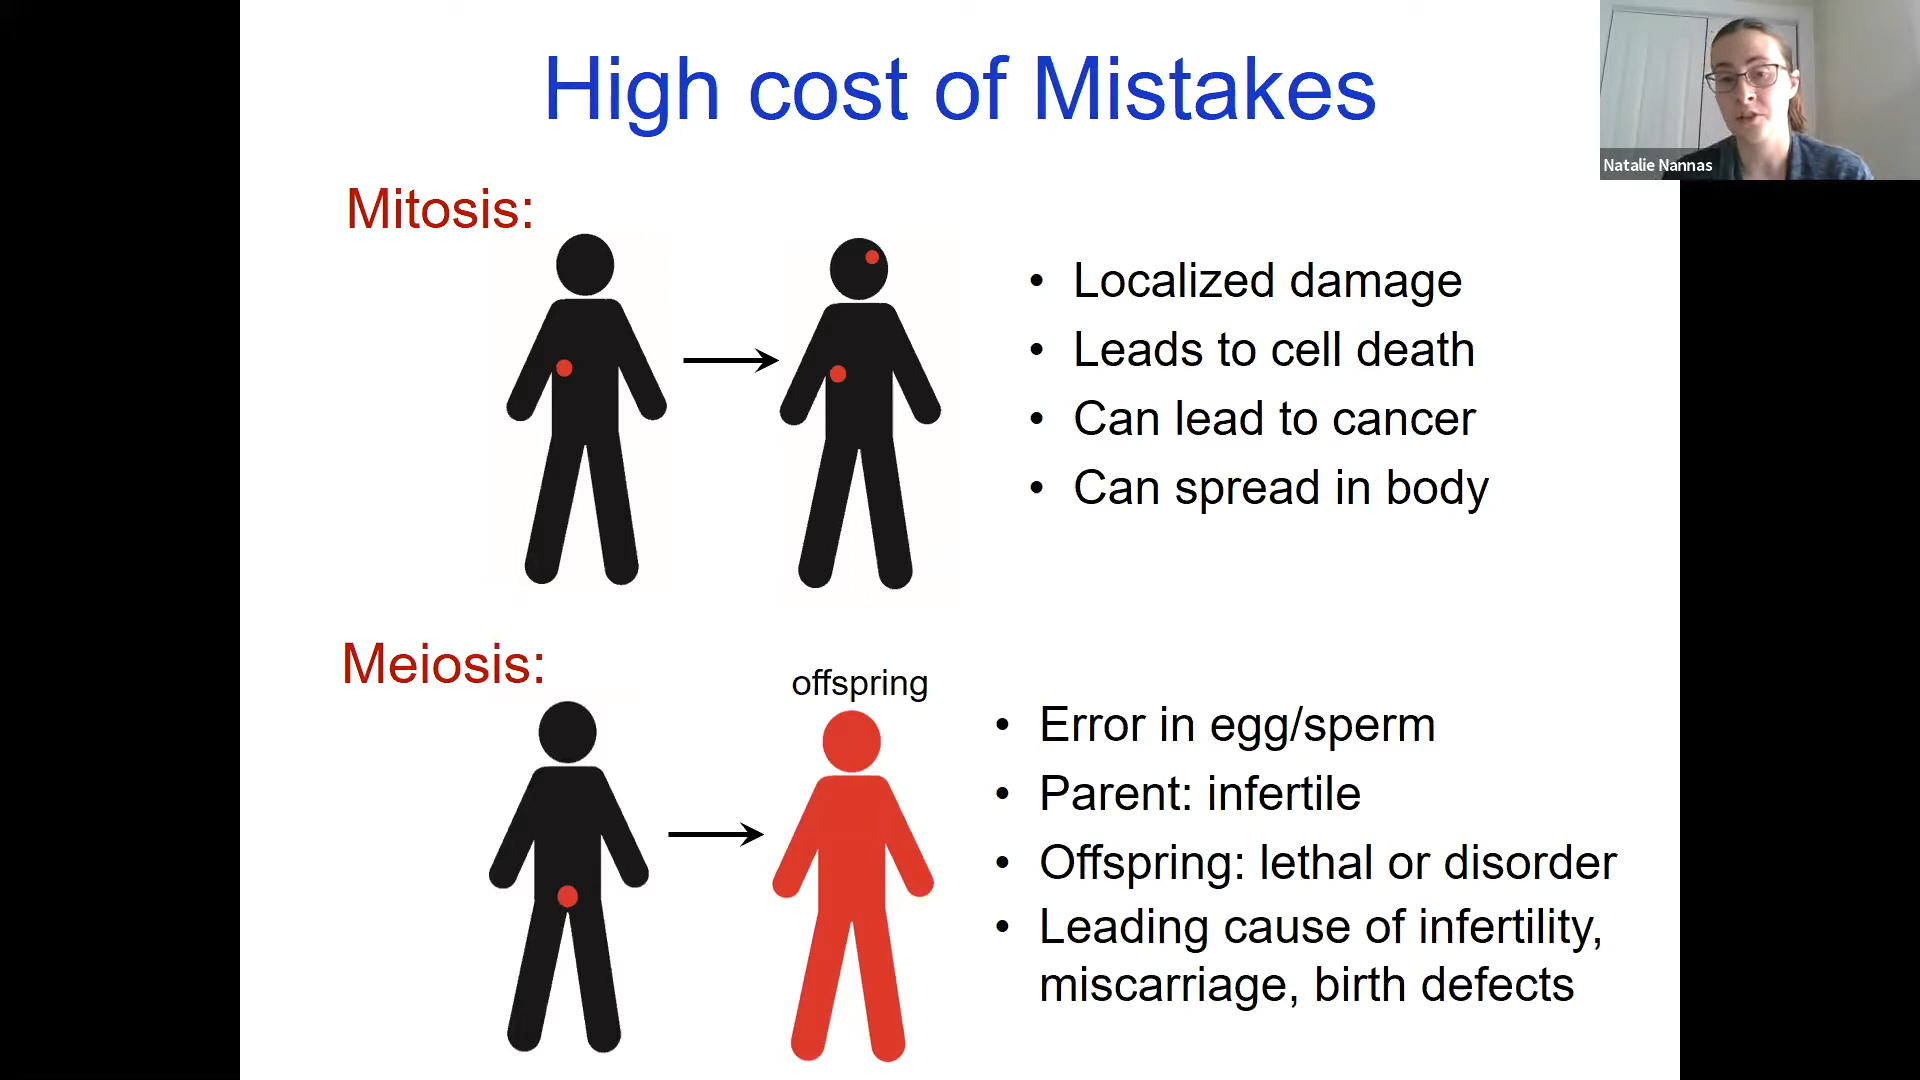 High cost of Mistakes
Natalie Nannas
Mitosis:
• Localized damage
• Leads to cell death
• Can lead to cancer
• Can spread in body
Meiosis:
offspring
• Error in egg/sperm
• Parent: infertile
• Offspring: lethal or disorder
• Leading cause of infertility,
miscarriage, birth defects